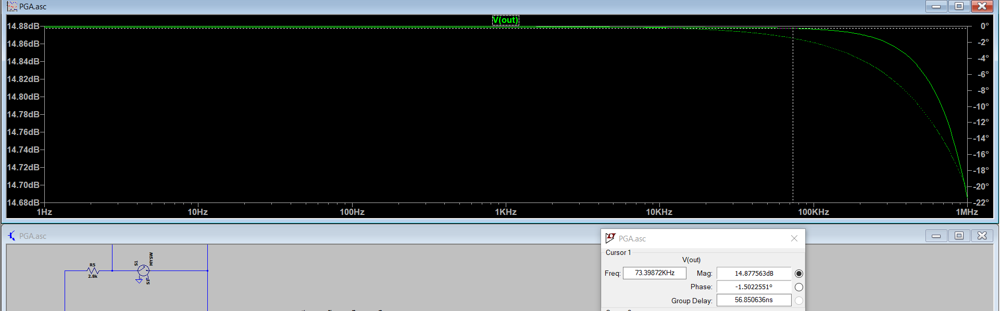 PGA.asc
V(out)
14.88dB
14.86dB
14.84dB
14.82dB
14.80dB
14.78dB
14.76dB
14.74dB
14.72dB
14.70dB
14.68dB
0°
-2°
-4°
-6°
-8°
-10°
-12°
-14°
-16°
-18°
-20°
-22°
1Hz 10Hz 100Hz 1KHz 10KHz 100KHz 1MHz
PGA.asc
R5
2.8k
S1
MYSW
S1
PGA.asc
Cursor 1
V(out)
Freq: 73.39872KHz Mag: 14.877563dB
Phase: -1.5022551°
Group Delay: 56.850636ns